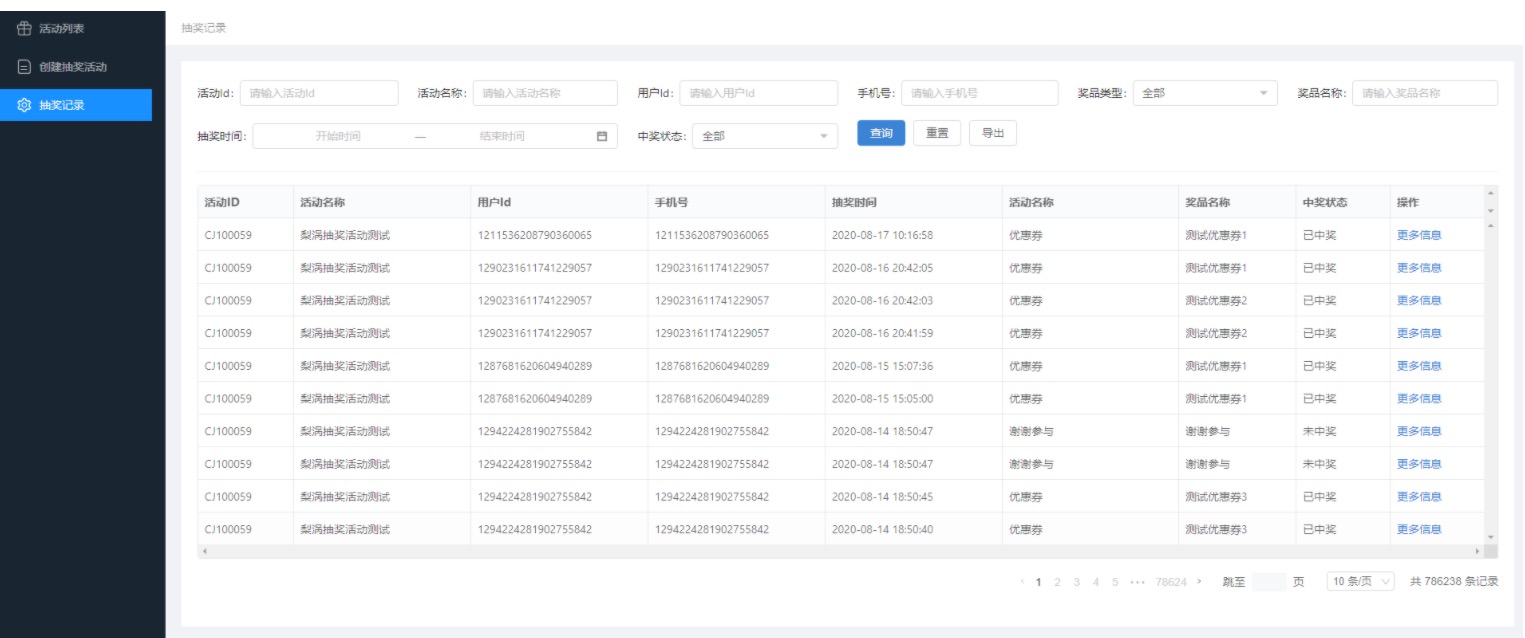 活动列表
创建抽奖活动
抽奖记录
抽奖记录
活动Id: 请输入活动Id 活动名称: 请输入活动名称 用户Id: 请输入用户Id 手机号: 请输入手机号 奖品类型: 全部 奖品名称: 请输入奖品名称
抽奖时间: 开始时间 — 结束时间 中奖状态: 全部 查询 重置 导出
活动ID 活动名称 用户Id 手机号 抽奖时间 活动名称 奖品名称 中奖状态 操作
CJ100059 梨涡抽奖活动测试 1211536208790360065 1211536208790360065 2020-08-17 10:16:58 优惠券 测试优惠券1 已中奖 更多信息
CJ100059 梨涡抽奖活动测试 1290231611741229057 1290231611741229057 2020-08-16 20:42:05 优惠券 测试优惠券1 已中奖 更多信息
CJ100059 梨涡抽奖活动测试 1290231611741229057 1290231611741229057 2020-08-16 20:42:03 优惠券 测试优惠券2 已中奖 更多信息
CJ100059 梨涡抽奖活动测试 1290231611741229057 1290231611741229057 2020-08-16 20:41:59 优惠券 测试优惠券2 已中奖 更多信息
CJ100059 梨涡抽奖活动测试 1287681620604940289 1287681620604940289 2020-08-15 15:07:36 优惠券 测试优惠券1 已中奖 更多信息
CJ100059 梨涡抽奖活动测试 1287681620604940289 1287681620604940289 2020-08-15 15:05:00 优惠券 测试优惠券1 已中奖 更多信息
CJ100059 梨涡抽奖活动测试 1294224281902755842 1294224281902755842 2020-08-14 18:50:47 谢谢参与 谢谢参与 未中奖 更多信息
CJ100059 梨涡抽奖活动测试 1294224281902755842 1294224281902755842 2020-08-14 18:50:47 谢谢参与 谢谢参与 未中奖 更多信息
CJ100059 梨涡抽奖活动测试 1294224281902755842 1294224281902755842 2020-08-14 18:50:45 优惠券 测试优惠券3 已中奖 更多信息
CJ100059 梨涡抽奖活动测试 1294224281902755842 1294224281902755842 2020-08-14 18:50:40 优惠券 测试优惠券3 已中奖 更多信息
‹ 1 2 3 4 5 ••• 78624 › 跳至 页 10 条/页 共 786238 条记录